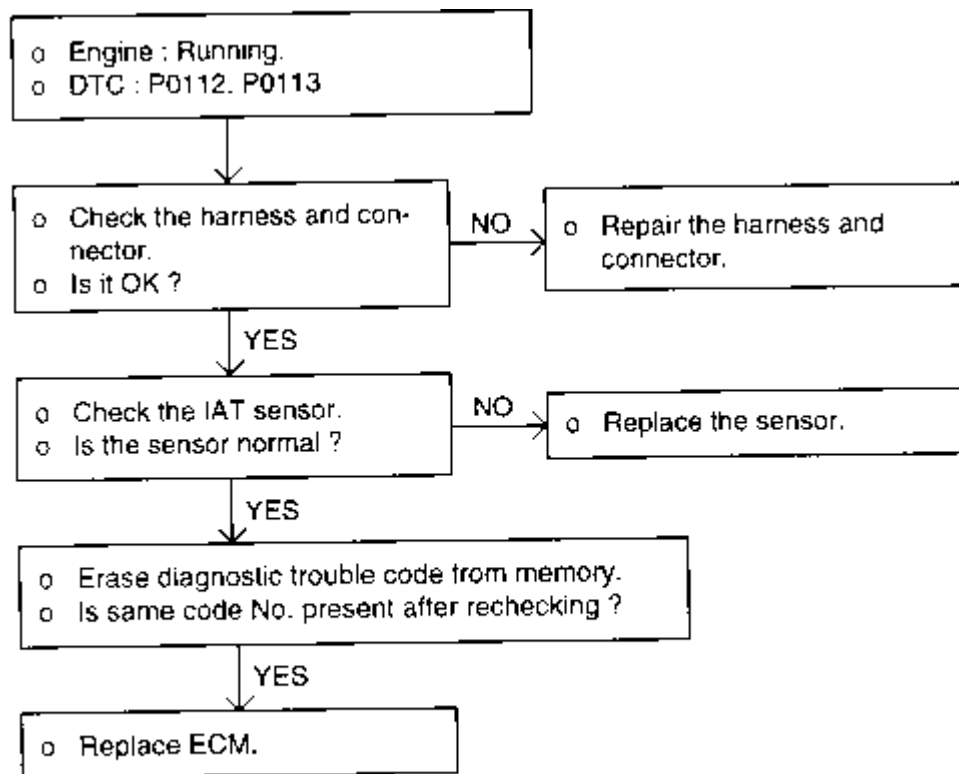 o Engine : Running.
o DTC : P0112. P0113
o Check the harness and con-
nector.
o Is it OK ?
NO
o Repair the harness and
connector.
YES
o Check the IAT sensor.
o Is the sensor normal ?
NO
o Replace the sensor.
YES
o Erase diagnostic trouble code from memory.
o Is same code No. present after rechecking ?
YES
o Replace ECM.